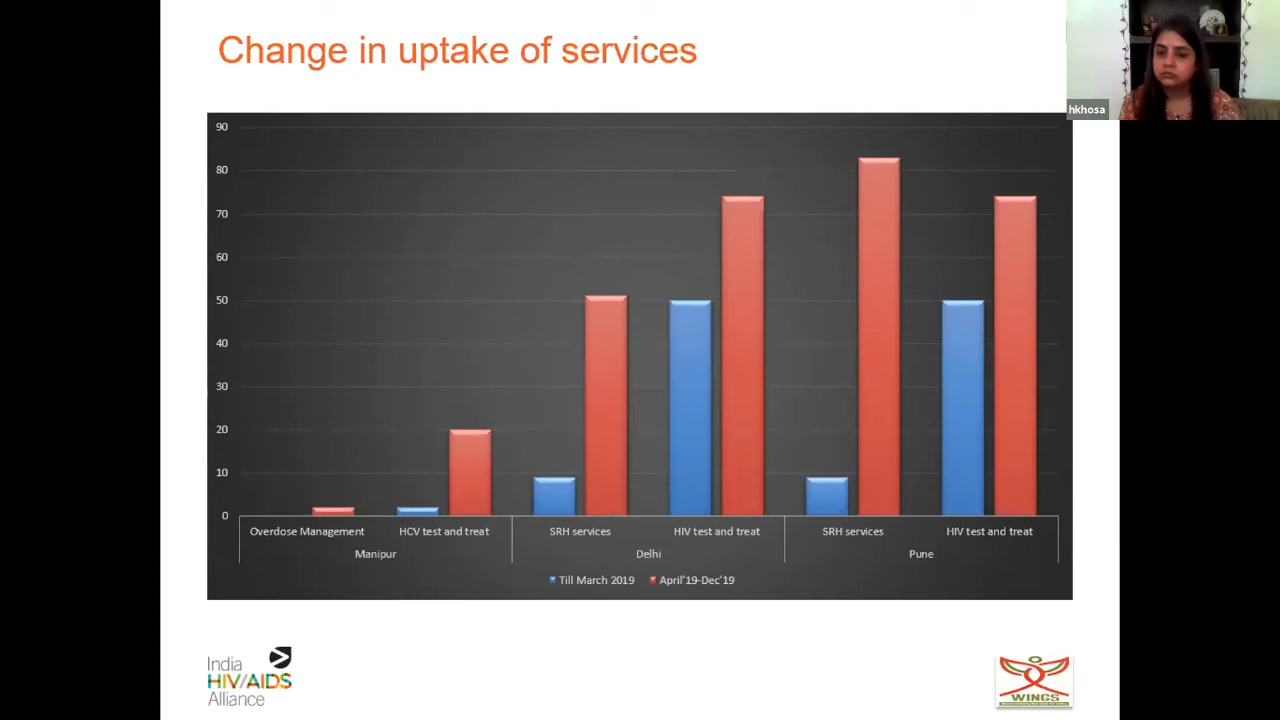 Change in uptake of services
hkhosa
90
80
70
60
50
40
30
20
10
0
Overdose Management HCV test and treat SRH services HIV test and treat SRH services HIV test and treat
Manipur Delhi Pune
Till March 2019 April'19-Dec'19
India
HIV/AIDS
Alliance
WINGS